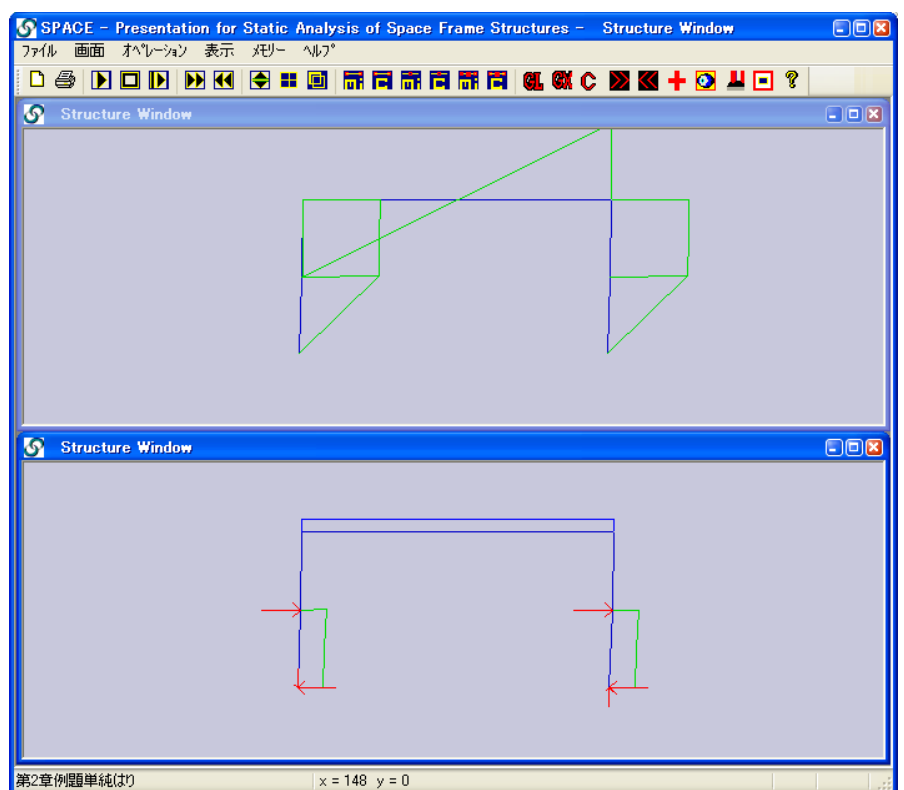 SPACE - Presentation for Static Analysis of Space Frame Structures - Structure Window
ファイル 画面 オペレーション 表示 メモリー ヘルプ
GL GX C ?
Structure Window
Structure Window
第2章例題単純はり x = 148 y = 0